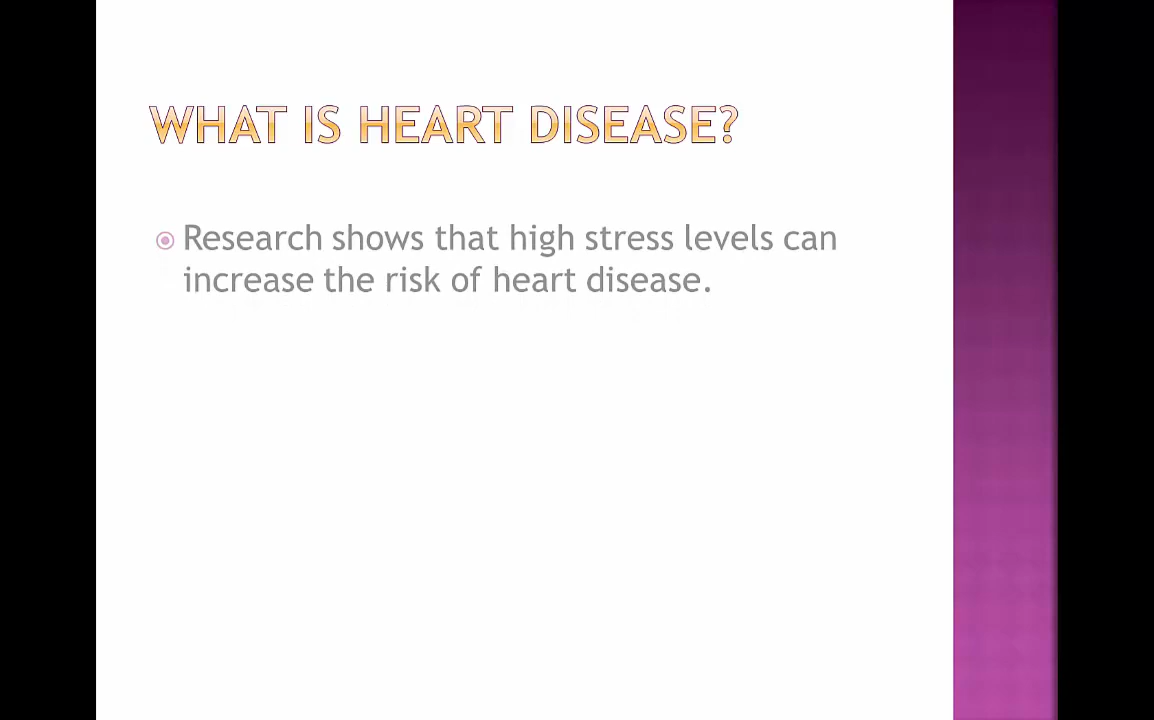 WHAT IS HEART DISEASE?
Research shows that high stress levels can
increase the risk of heart disease.